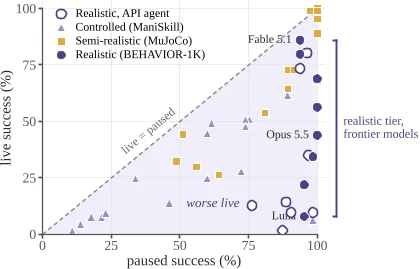 100
75
50
25
0
live success (%)
Realistic, API agent
Controlled (ManiSkill)
Semi-realistic (MuJoCo)
Realistic (BEHAVIOR-1K)
Fable 5.1
live = paused
Opus 5.5
realistic tier,
frontier models
worse live
0
25
50
75
100
paused success (%)